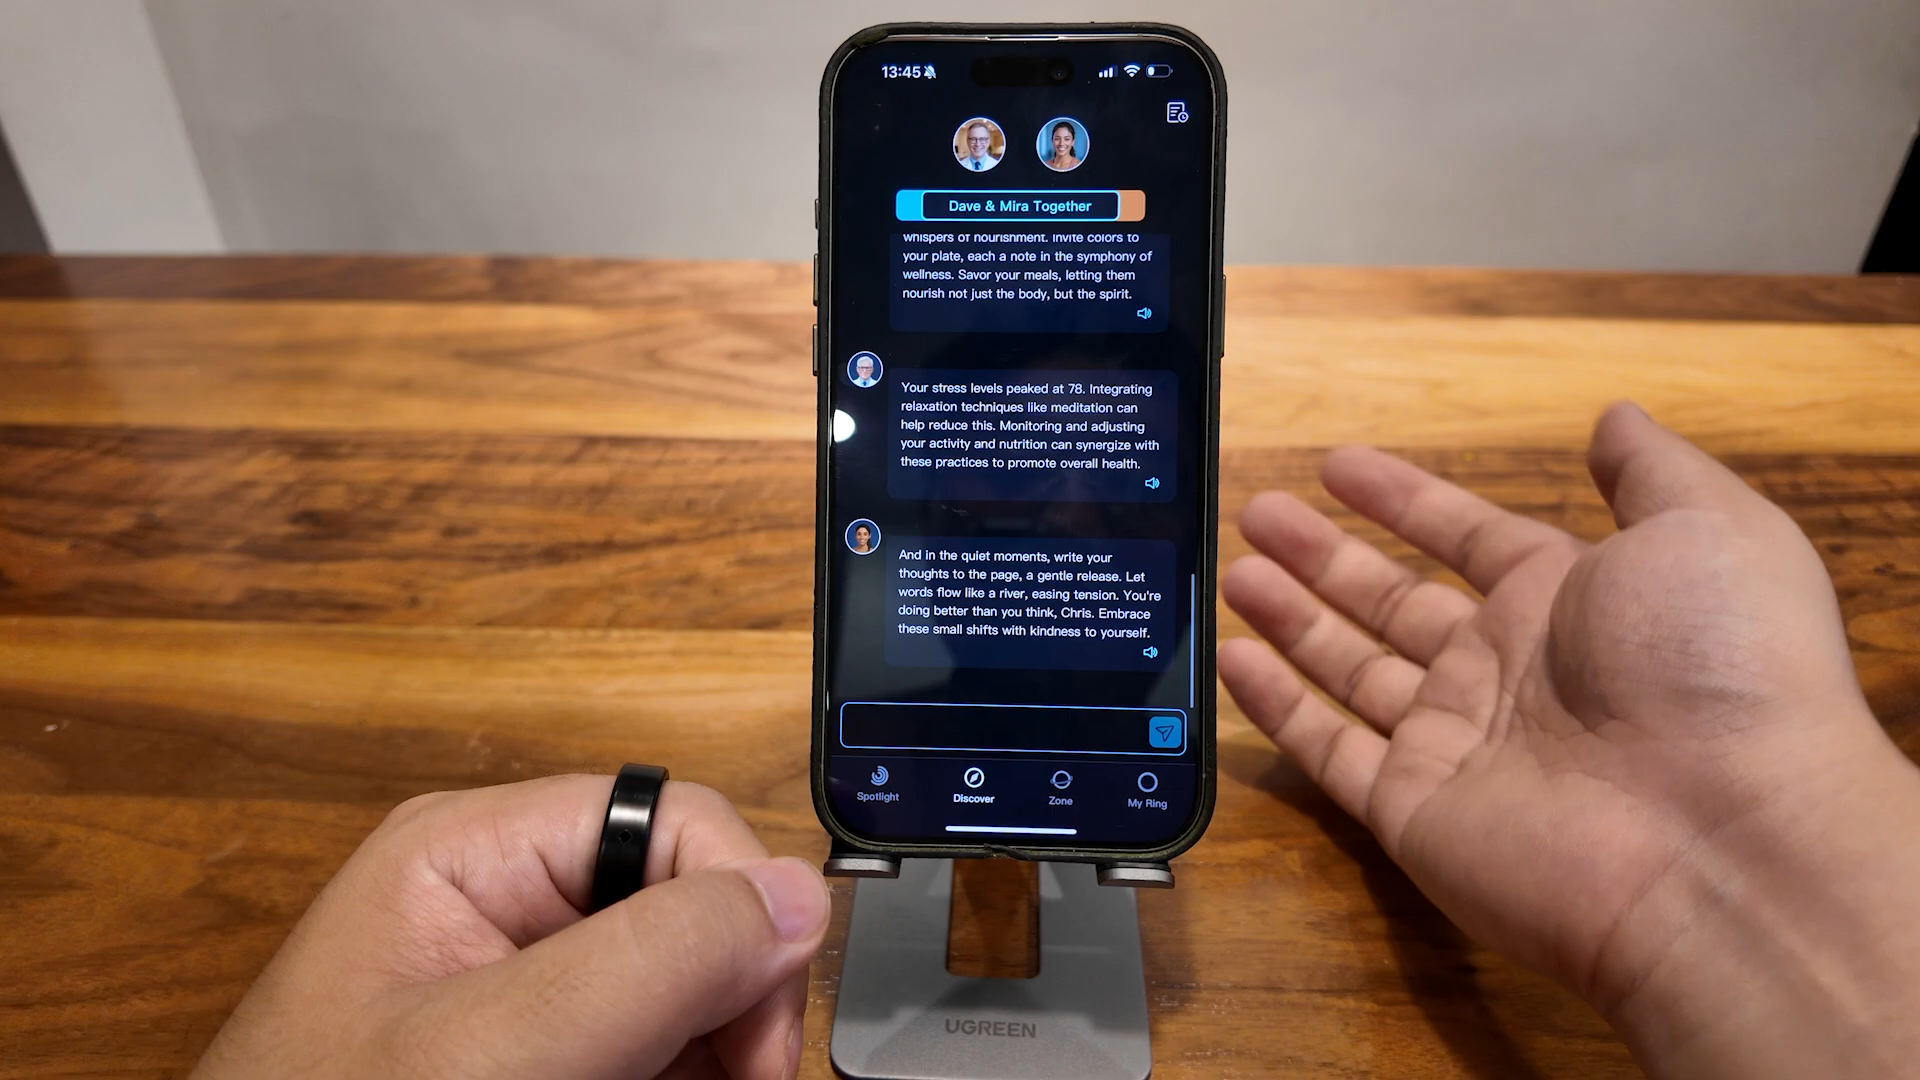 13:45
Dave & Mira Together
whispers of nourishment. Invite colors to
your plate, each a note in the symphony of
wellness. Savor your meals, letting them
nourish not just the body, but the spirit.
Your stress levels peaked at 78. Integrating
relaxation techniques like meditation can
help reduce this. Monitoring and adjusting
your activity and nutrition can synergize with
these practices to promote overall health.
And in the quiet moments, write your
thoughts to the page, a gentle release. Let
words flow like a river, easing tension. You're
doing better than you think, Chris. Embrace
these small shifts with kindness to yourself.
Spotlight
Discover
Zone
My Ring
UGREEN